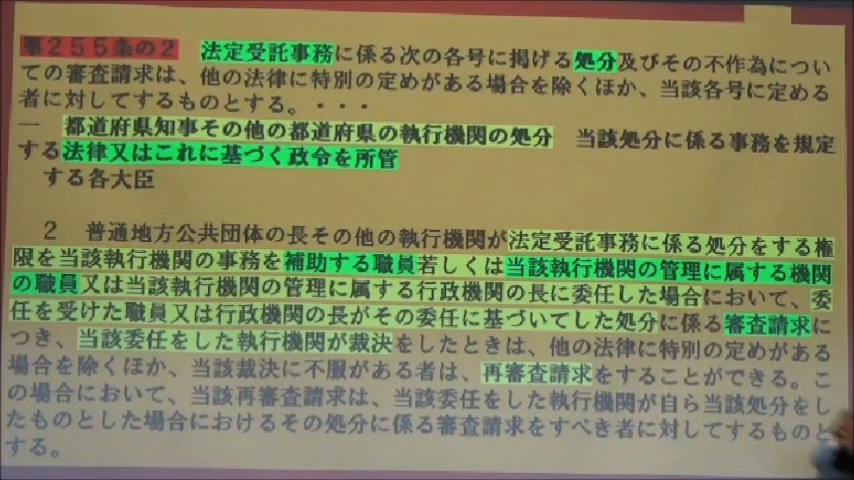 第２５５条の２　法定受託事務に係る次の各号に掲げる処分及びその不作為につい
ての審査請求は、他の法律に特別の定めがある場合を除くほか、当該各号に定める
者に対してするものとする。・・・
一　都道府県知事その他の都道府県の執行機関の処分　当該処分に係る事務を規定
する法律又はこれに基づく政令を所管
する各大臣
２　普通地方公共団体の長その他の執行機関が法定受託事務に係る処分をする権
限を当該執行機関の事務を補助する職員若しくは当該執行機関の管理に属する機関
の職員又は当該執行機関の管理に属する行政機関の長に委任した場合において、委
任を受けた職員又は行政機関の長がその委任に基づいてした処分に係る審査請求に
つき、当該委任をした執行機関が裁決をしたときは、他の法律に特別の定めがある
場合を除くほか、当該裁決に不服がある者は、再審査請求をすることができる。こ
の場合において、当該再審査請求は、当該委任をした執行機関が自ら当該処分をし
たものとした場合におけるその処分に係る審査請求をすべき者に対してするものと
する。